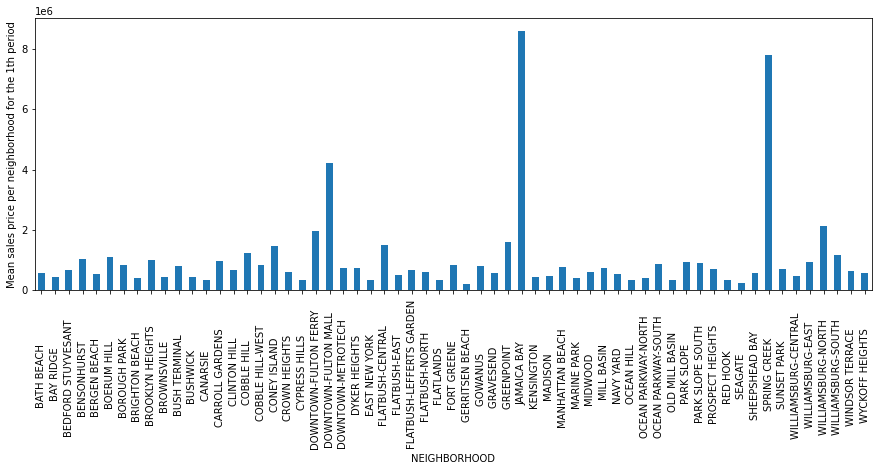 1e6
Mean sales price per neighborhood for the 1th period
8
6
4
2
0
BATH BEACH
BAY RIDGE
BEDFORD STUYVESANT
BENSONHURST
BERGEN BEACH
BOERUM HILL
BOROUGH PARK
BRIGHTON BEACH
BROOKLYN HEIGHTS
BROWNSVILLE
BUSH TERMINAL
BUSHWICK
CANARSIE
CARROLL GARDENS
CLINTON HILL
COBBLE HILL
COBBLE HILL-WEST
CONEY ISLAND
CROWN HEIGHTS
CYPRESS HILLS
DOWNTOWN-FULTON FERRY
DOWNTOWN-FULTON MALL
DOWNTOWN-METROTECH
DYKER HEIGHTS
EAST NEW YORK
FLATBUSH-CENTRAL
FLATBUSH-EAST
FLATBUSH-LEFFERTS GARDEN
FLATBUSH-NORTH
FLATLANDS
FORT GREENE
GERRITSEN BEACH
GOWANUS
GRAVESEND
GREENPOINT
JAMAICA BAY
KENSINGTON
MADISON
MANHATTAN BEACH
MARINE PARK
MIDWOOD
MILL BASIN
NAVY YARD
OCEAN HILL
OCEAN PARKWAY-NORTH
OCEAN PARKWAY-SOUTH
OLD MILL BASIN
PARK SLOPE
PARK SLOPE SOUTH
PROSPECT HEIGHTS
RED HOOK
SEAGATE
SHEEPSHEAD BAY
SPRING CREEK
SUNSET PARK
WILLIAMSBURG-CENTRAL
WILLIAMSBURG-EAST
WILLIAMSBURG-NORTH
WILLIAMSBURG-SOUTH
WINDSOR TERRACE
WYCKOFF HEIGHTS
NEIGHBORHOOD